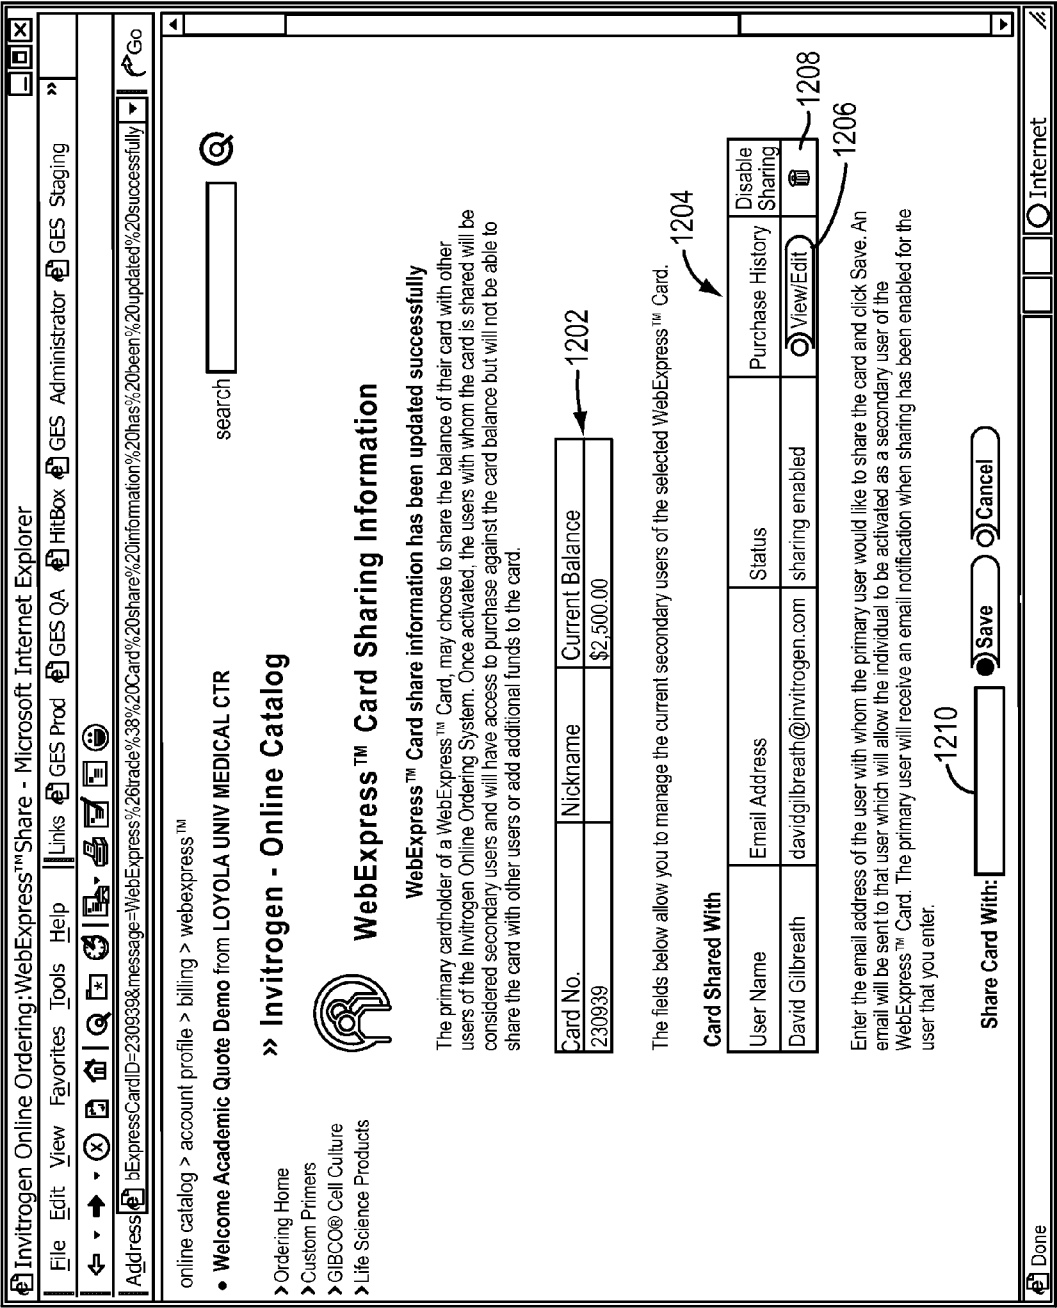 Invitrogen Online Ordering:WebExpress™Share - Microsoft Internet Explorer
File Edit View Favorites Tools Help Links GES Prod GES QA HitBox GES Administrator GES Staging »
Address bExpressCardID=230939&message=WebExpress%26trade%38%20Card%20share%20information%20has%20been%20updated%20successfully Go
online catalog > account profile > billing > webexpress™
• Welcome Academic Quote Demo from LOYOLA UNIV MEDICAL CTR
search
› Ordering Home
› Custom Primers
› GIBCO® Cell Culture
› Life Science Products
» Invitrogen - Online Catalog
WebExpress™ Card Sharing Information
WebExpress™ Card share information has been updated successfully
The primary cardholder of a WebExpress™ Card, may choose to share the balance of their card with other
users of the Invitrogen Online Ordering System. Once activated, the users with whom the card is shared will be
considered secondary users and will have access to purchase against the card balance but will not be able to
share the card with other users or add additional funds to the card.
Card No. Nickname Current Balance
230939 $2,500.00
1202
The fields below allow you to manage the current secondary users of the selected WebExpress™ Card.
1204
Card Shared With
User Name Email Address Status Purchase History Disable Sharing
David Gilbreath davidgilbreath@invitrogen.com sharing enabled View/Edit
1208
1206
Enter the email address of the user with whom the primary user would like to share the card and click Save. An
email will be sent to that user which will allow the individual to be activated as a secondary user of the
WebExpress™ Card. The primary user will receive an email notification when sharing has been enabled for the
user that you enter.
1210
Share Card With: Save Cancel
Done Internet